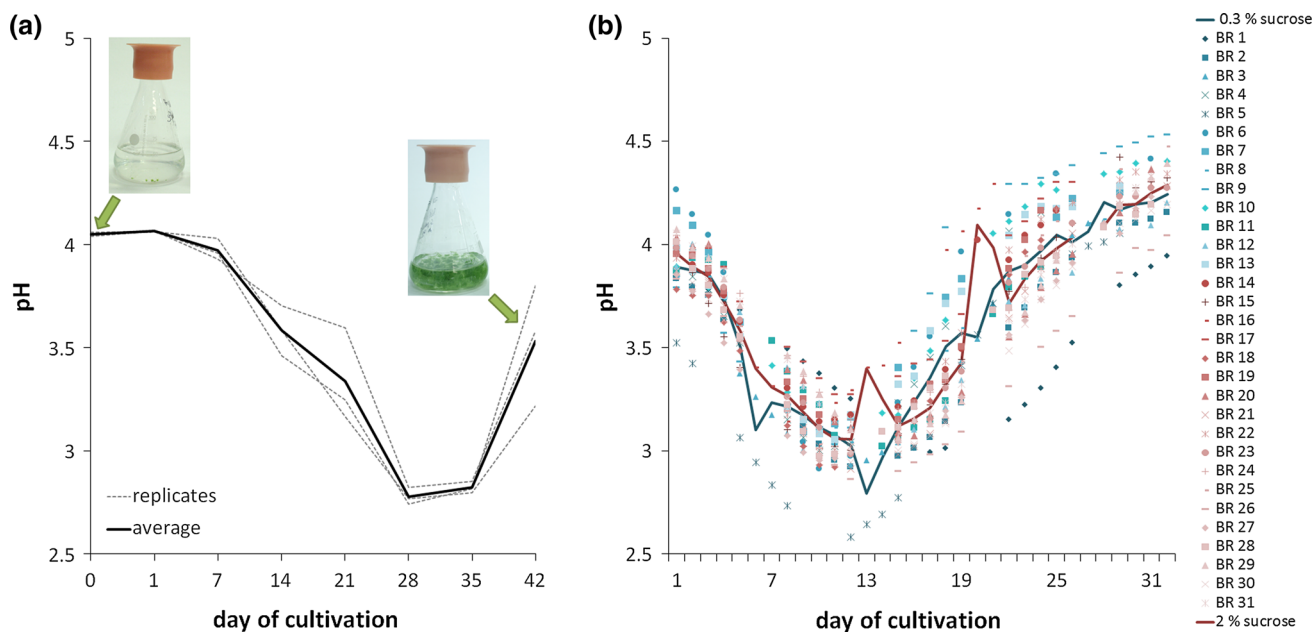 (a)
5
4.5
4
3.5
3
2.5
pH
replicates
average
0 1 7 14 21 28 35 42
day of cultivation
(b)
5
4.5
4
3.5
3
2.5
pH
1 7 13 19 25 31
day of cultivation
0.3 % sucrose
BR 1
BR 2
BR 3
BR 4
BR 5
BR 6
BR 7
BR 8
BR 9
BR 10
BR 11
BR 12
BR 13
BR 14
BR 15
BR 16
BR 17
BR 18
BR 19
BR 20
BR 21
BR 22
BR 23
BR 24
BR 25
BR 26
BR 27
BR 28
BR 29
BR 30
BR 31
2 % sucrose